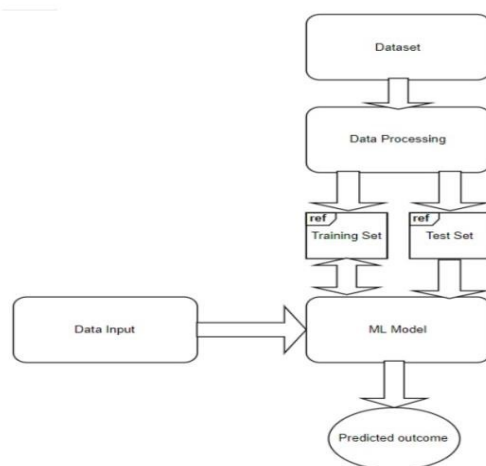 Dataset
Data Processing
ref
Training Set
ref
Test Set
Data Input
ML Model
Predicted outcome